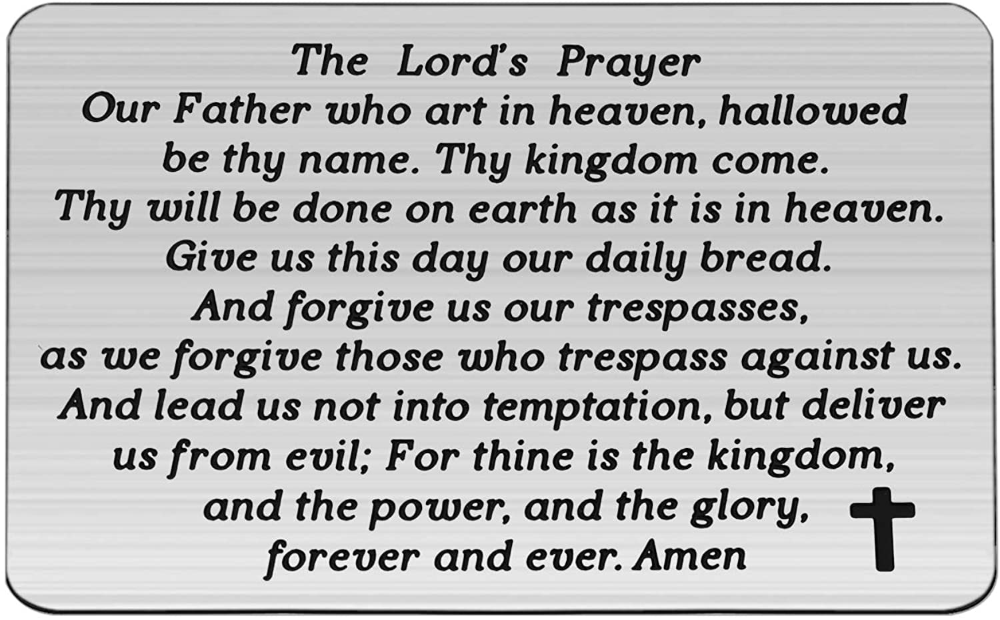 The Lord's Prayer
Our Father who art in heaven, hallowed
be thy name. Thy kingdom come.
Thy will be done on earth as it is in heaven.
Give us this day our daily bread.
And forgive us our trespasses,
as we forgive those who trespass against us.
And lead us not into temptation, but deliver
us from evil; For thine is the kingdom,
and the power, and the glory,
forever and ever. Amen